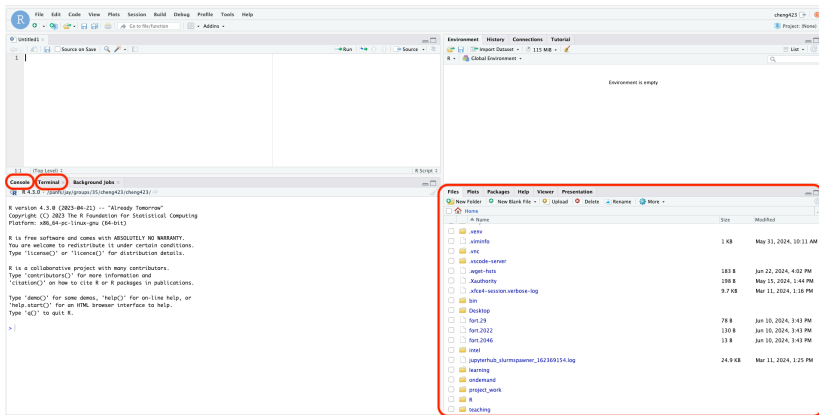 File Edit Code View Plots Session Build Debug Profile Tools Help
cheng423
Go to file/function Addins
Project: (None)
Untitled1
Source on Save Run Source
1
1:1 (Top Level) R Script
Console Terminal Background Jobs
R 4.3.0 · /panfs/jay/groups/35/cheng423/cheng423/
R version 4.3.0 (2023-04-21) -- "Already Tomorrow"
Copyright (C) 2023 The R Foundation for Statistical Computing
Platform: x86_64-pc-linux-gnu (64-bit)
R is free software and comes with ABSOLUTELY NO WARRANTY.
You are welcome to redistribute it under certain conditions.
Type 'license()' or 'licence()' for distribution details.
R is a collaborative project with many contributors.
Type 'contributors()' for more information and
'citation()' on how to cite R or R packages in publications.
Type 'demo()' for some demos, 'help()' for on-line help, or
'help.start()' for an HTML browser interface to help.
Type 'q()' to quit R.
>
Environment History Connections Tutorial
Import Dataset 115 MiB List
R Global Environment
Environment is empty
Files Plots Packages Help Viewer Presentation
New Folder New Blank File Upload Delete Rename More
Home
Name Size Modified
.venv
.viminfo 1 KB May 31, 2024, 10:11 AM
.vnc
.vscode-server
.wget-hsts 183 B Jun 22, 2024, 4:02 PM
.Xauthority 198 B May 15, 2024, 1:44 PM
.xfce4-session.verbose-log 9.7 KB Mar 11, 2024, 1:16 PM
bin
Desktop
fort.29 78 B Jun 10, 2024, 3:43 PM
fort.2022 130 B Jun 10, 2024, 3:43 PM
fort.2046 13 B Jun 10, 2024, 3:43 PM
intel
jupyterhub_slurmspawner_162369154.log 24.9 KB Mar 11, 2024, 1:25 PM
learning
ondemand
project_work
R
teaching